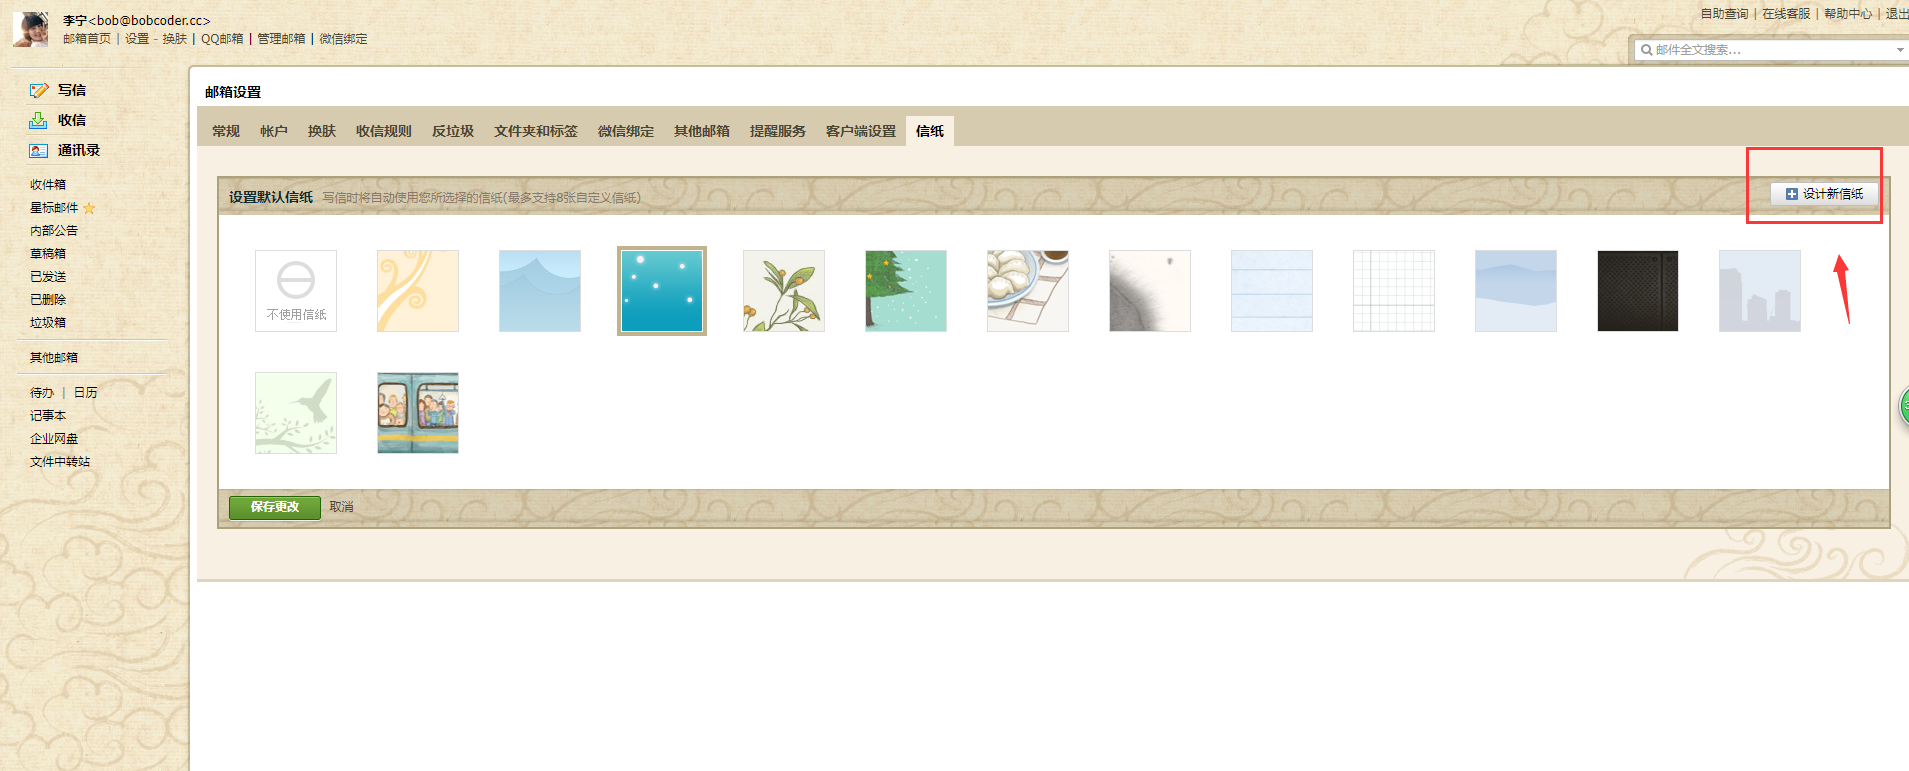 李宁<bob@bobcoder.cc>
邮箱首页 | 设置 - 换肤 | QQ邮箱 | 管理邮箱 | 微信绑定
自助查询 | 在线客服 | 帮助中心 | 退出
邮件全文搜索...
写信
收信
通讯录
收件箱
星标邮件
内部公告
草稿箱
已发送
已删除
垃圾箱
其他邮箱
待办 | 日历
记事本
企业网盘
文件中转站
邮箱设置
常规 帐户 换肤 收信规则 反垃圾 文件夹和标签 微信绑定 其他邮箱 提醒服务 客户端设置 信纸
设置默认信纸 写信时将自动使用您所选择的信纸(最多支持8张自定义信纸)
设计新信纸
不使用信纸
保存更改 取消